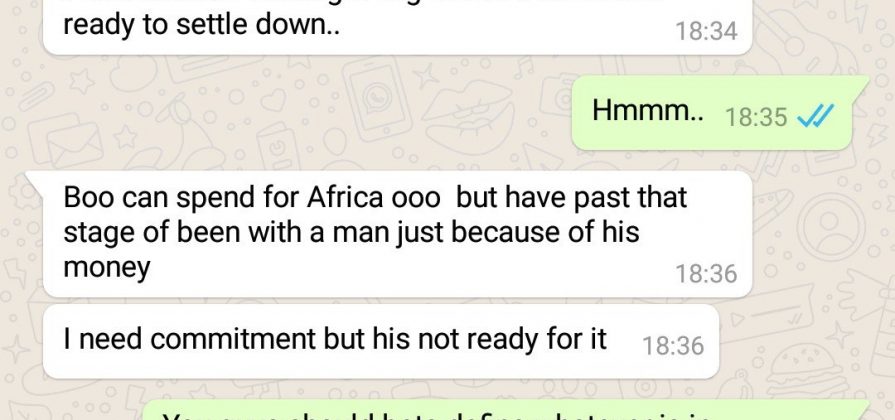 ready to settle down..
18:34
Hmmm..
18:35
Boo can spend for Africa ooo but have past that
stage of been with a man just because of his
money
18:36
I need commitment but his not ready for it
18:36